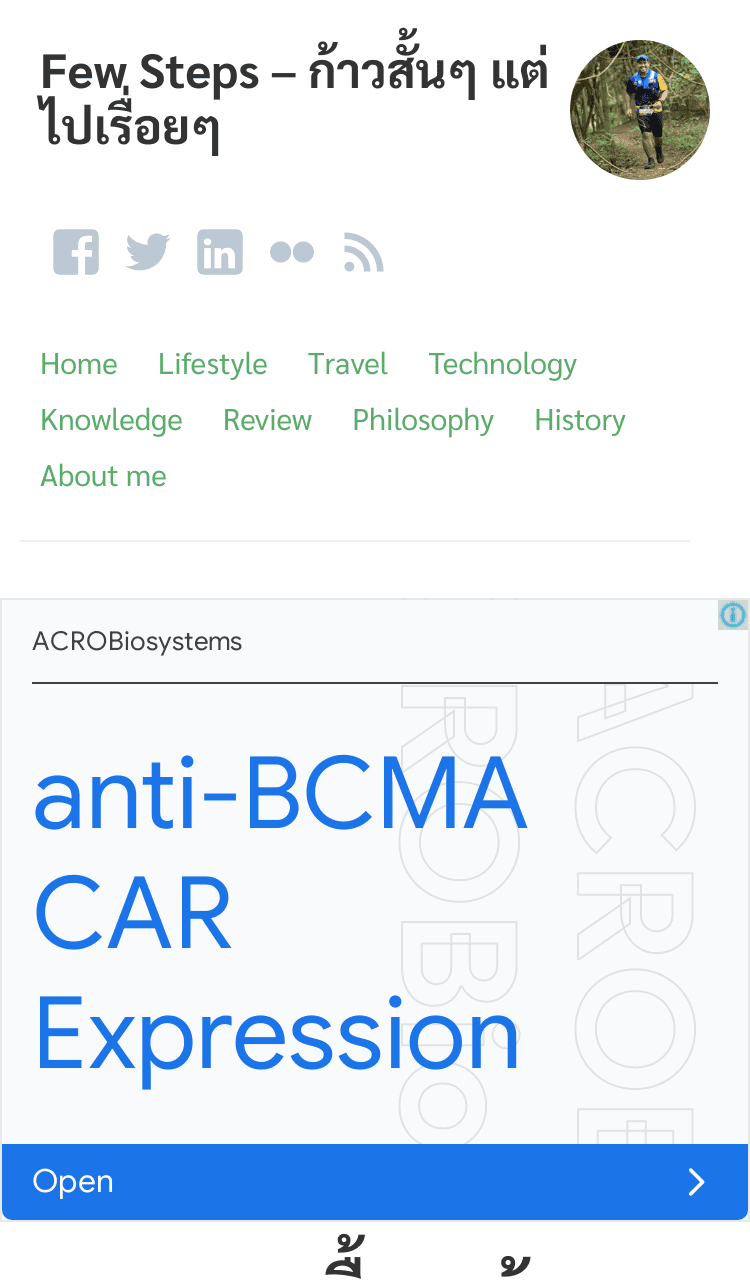 Few Steps – ก้าวสั้นๆ แต่
ไปเรื่อยๆ
Home Lifestyle Travel Technology
Knowledge Review Philosophy History
About me
ACROBiosystems
anti-BCMA
CAR
Expression
Open